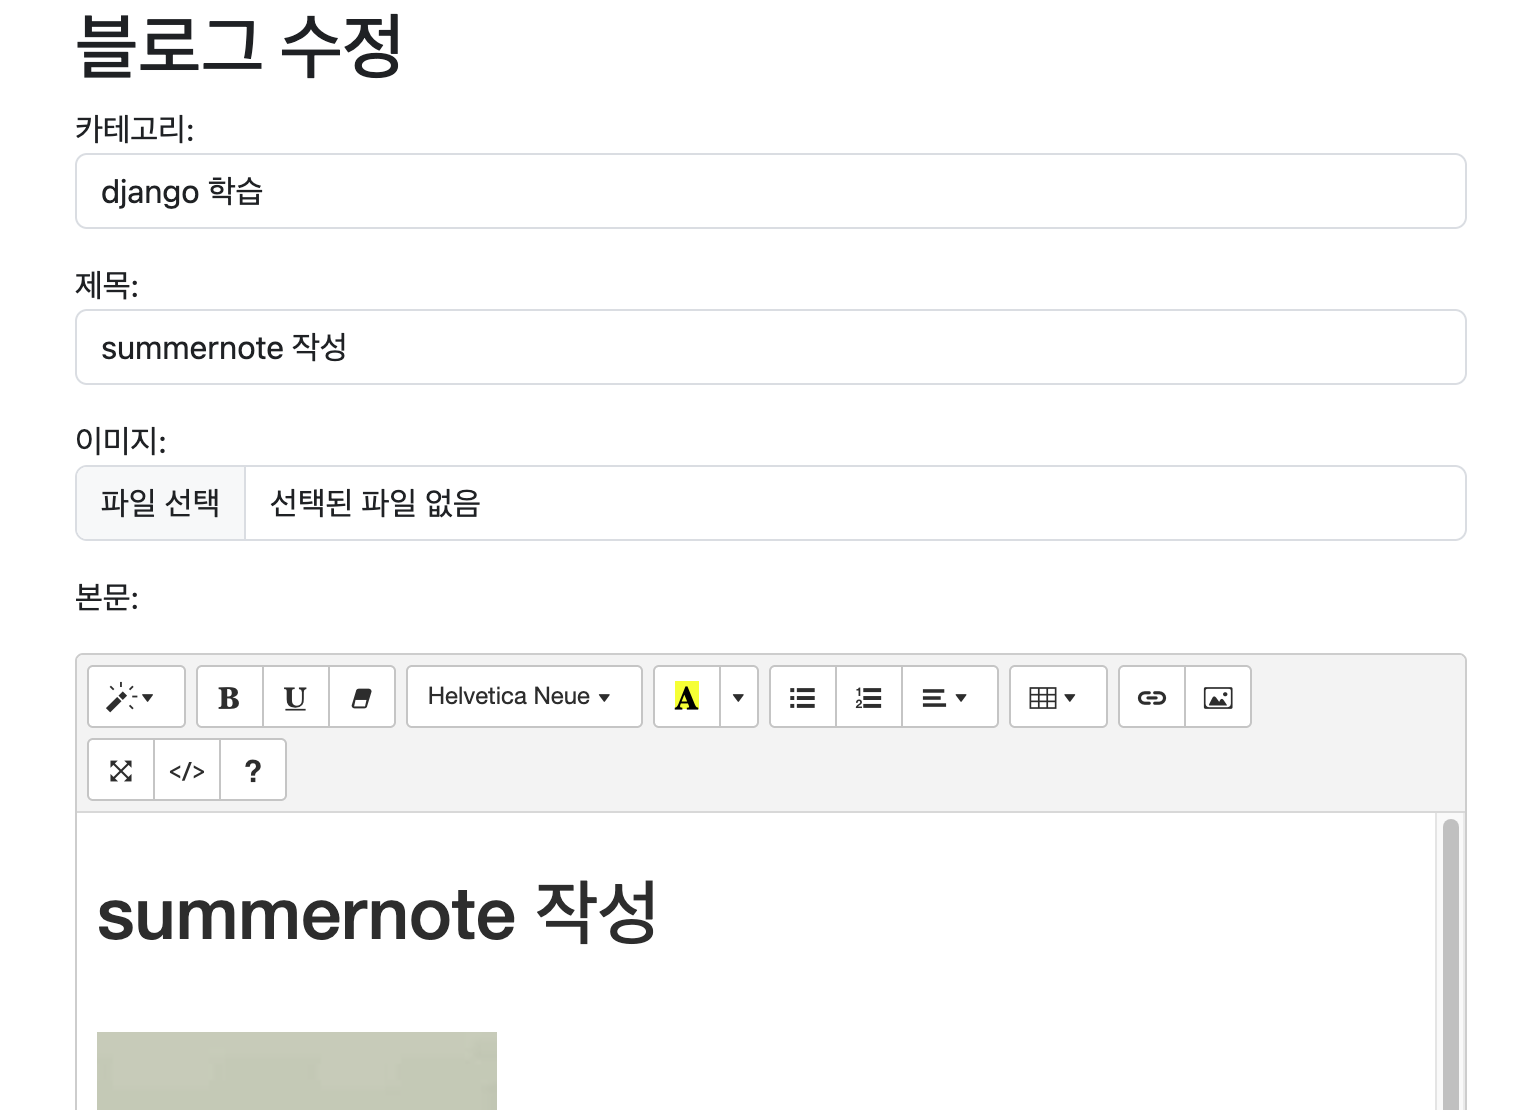 블로그 수정
카테고리:
django 학습
제목:
summernote 작성
이미지:
파일 선택 선택된 파일 없음
본문:
B U Helvetica Neue A
</> ?
summernote 작성